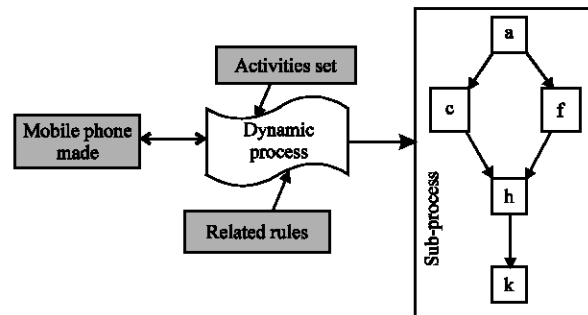 Activities set
Mobile phone
made
Dynamic
process
Related rules
Sub-process
a
c
f
h
k